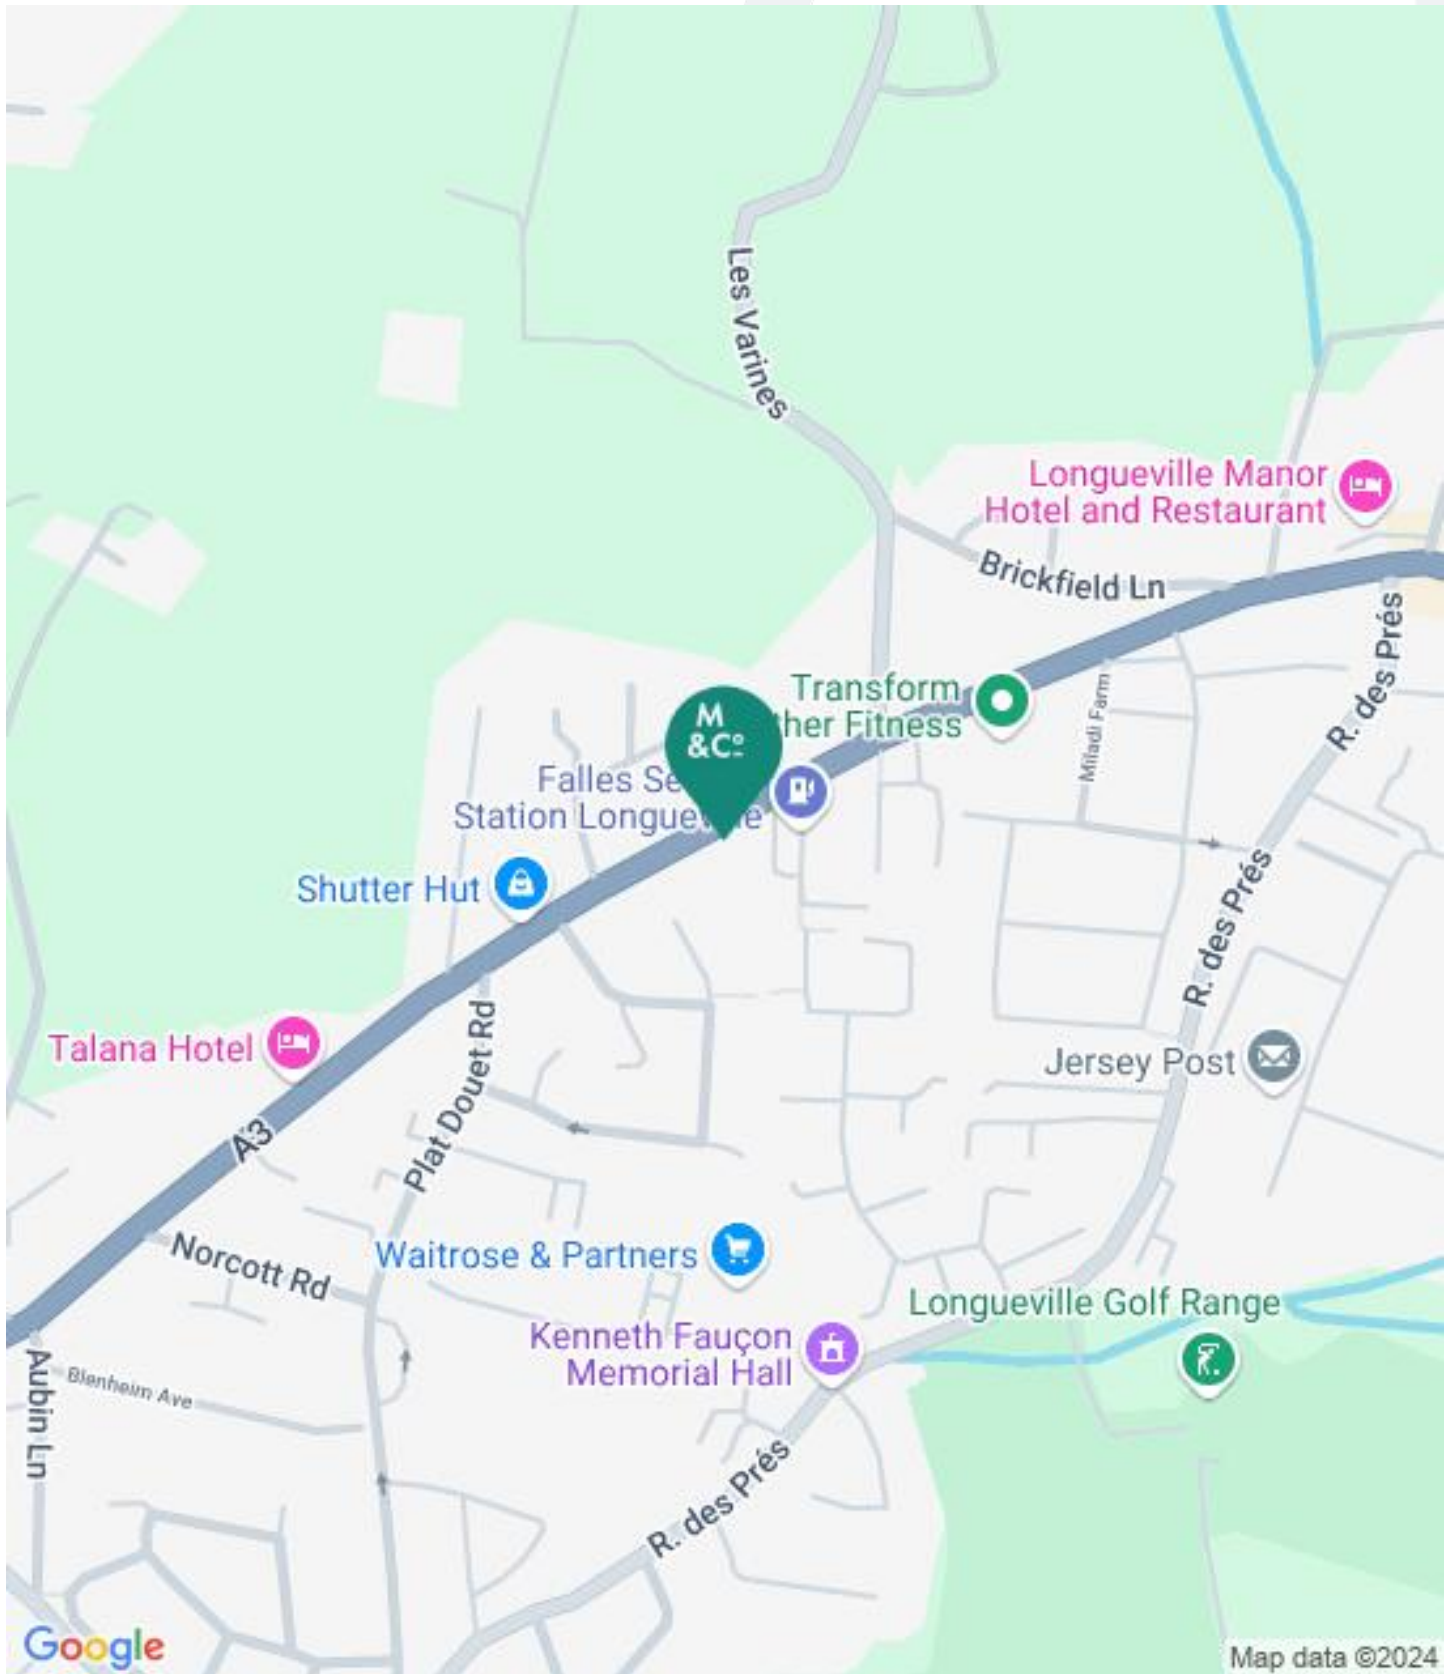 Les Varines
Longueville Manor
Hotel and Restaurant
Brickfield Ln
R. des Prés
Transform
Fitness
Miladi Farm
M
&Cº
Falles
Station
Shutter Hut
R. des Prés
Talana Hotel
Jersey Post
Plat Douet Rd
A3
Norcott Rd
Waitrose & Partners
Longueville Golf Range
Kenneth Fauçon
Memorial Hall
Aubin Ln
Blenheim Ave
R. des Prés
Google
Map data ©2024